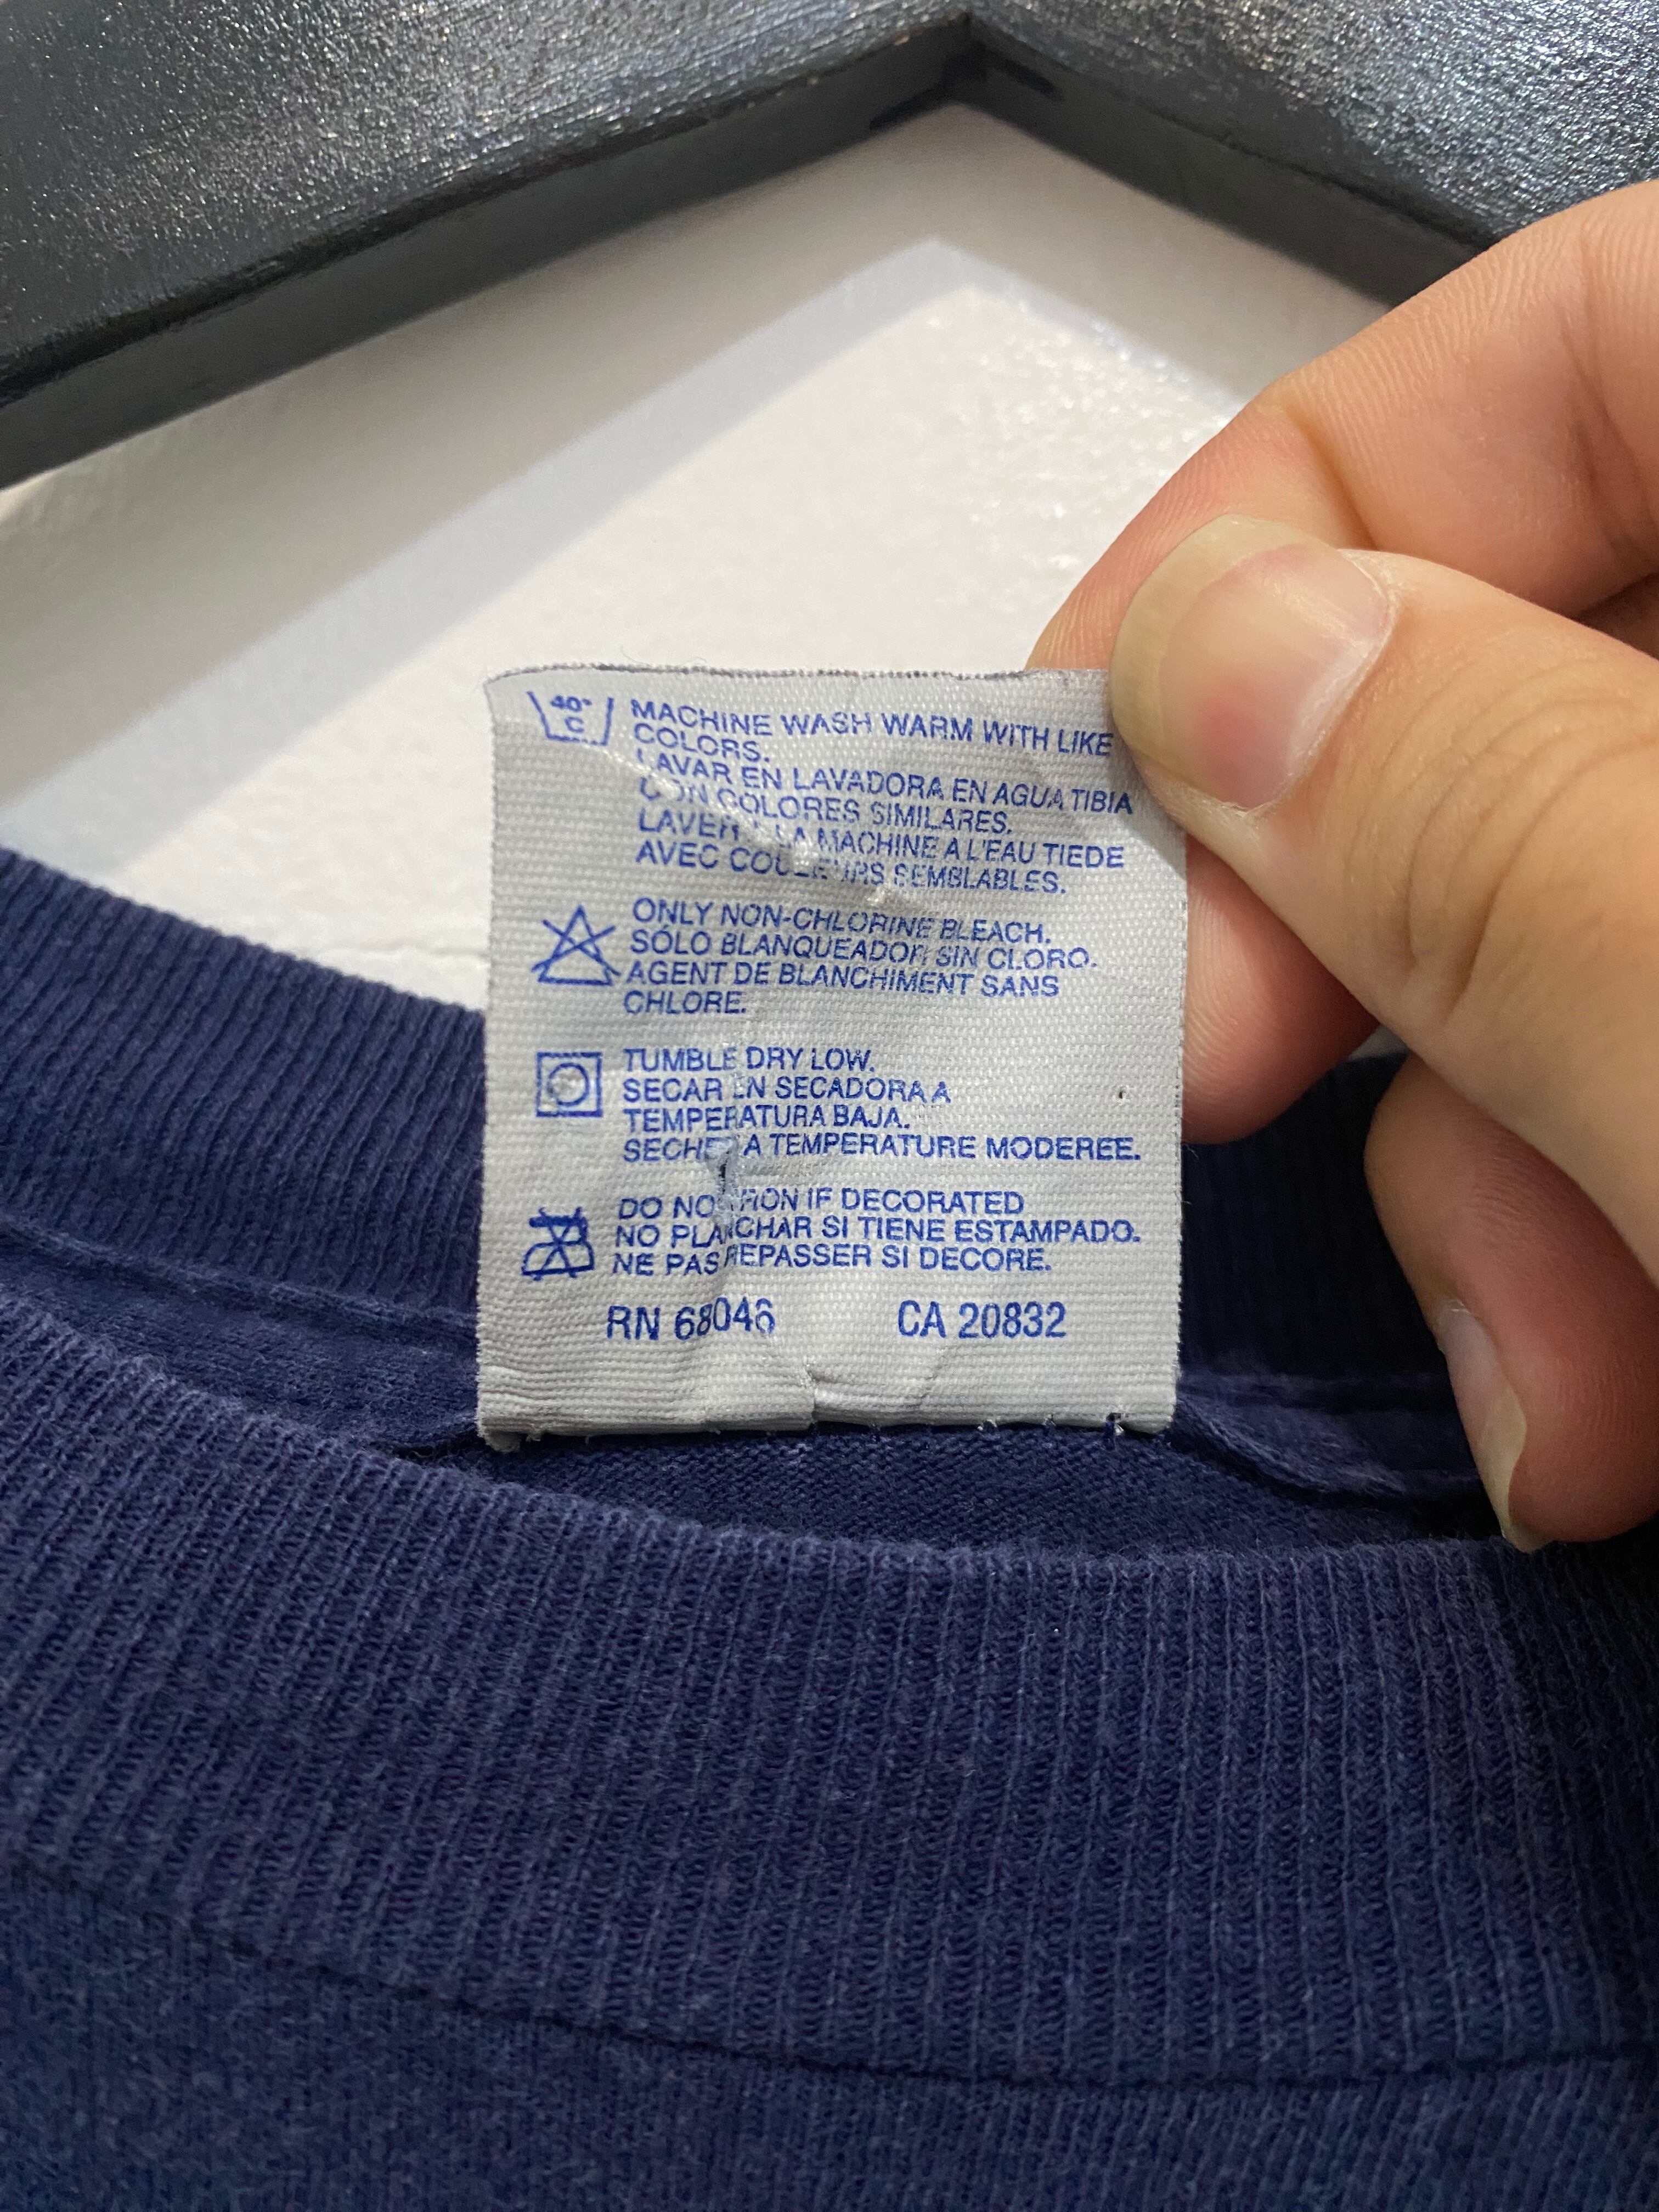 40°
C
MACHINE WASH WARM WITH LIKE
COLORS.
LAVAR EN LAVADORA EN AGUA TIBIA
CON COLORES SIMILARES.
LAVER A LA MACHINE A L'EAU TIEDE
AVEC COULEURS SEMBLABLES.
ONLY NON-CHLORINE BLEACH.
SÓLO BLANQUEADOR SIN CLORO.
AGENT DE BLANCHIMENT SANS
CHLORE.
TUMBLE DRY LOW.
SECAR EN SECADORA A
TEMPERATURA BAJA.
SECHER A TEMPERATURE MODEREE.
DO NOT IRON IF DECORATED
NO PLANCHAR SI TIENE ESTAMPADO.
NE PAS REPASSER SI DECORE.
RN 68046 CA 20832